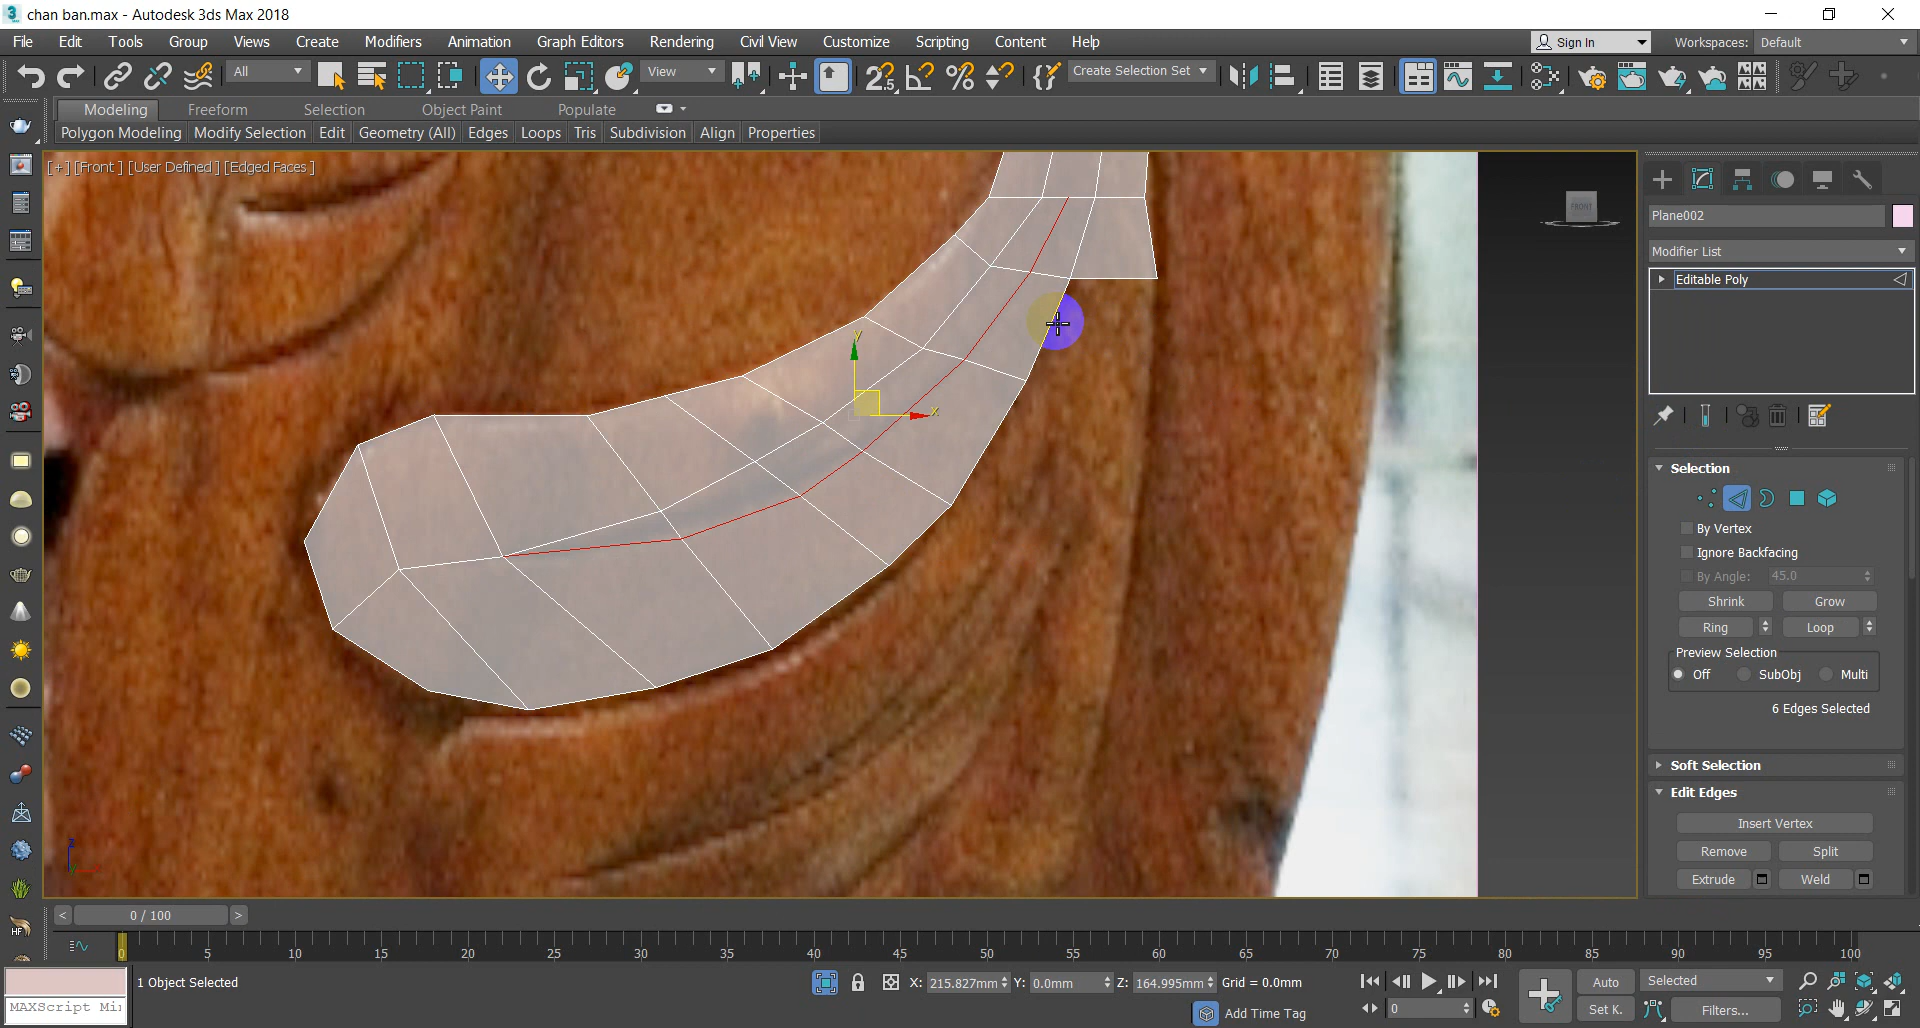 chan ban.max - Autodesk 3ds Max 2018
File Edit Tools Group Views Create Modifiers Animation Graph Editors Rendering Civil View Customize Scripting Content Help Sign In Workspaces: Default
All View Create Selection Set
Modeling Freeform Selection Object Paint Populate
Polygon Modeling Modify Selection Edit Geometry (All) Edges Loops Tris Subdivision Align Properties
[+] [Front ] [User Defined ] [Edged Faces ]
FRONT
y
x
z
Plane002
Modifier List
Editable Poly
Selection
By Vertex
Ignore Backfacing
By Angle: 45.0
Shrink Grow
Ring Loop
Preview Selection
Off SubObj Multi
6 Edges Selected
Soft Selection
Edit Edges
Insert Vertex
Remove Split
Extrude Weld
< 0 / 100 >
0 5 10 15 20 25 30 35 40 45 50 55 60 65 70 75 80 85 90 95 100
1 Object Selected X: 215.827mm Y: 0.0mm Z: 164.995mm Grid = 0.0mm Auto Selected
MAXScript Mi Add Time Tag 0 Set K. Filters...